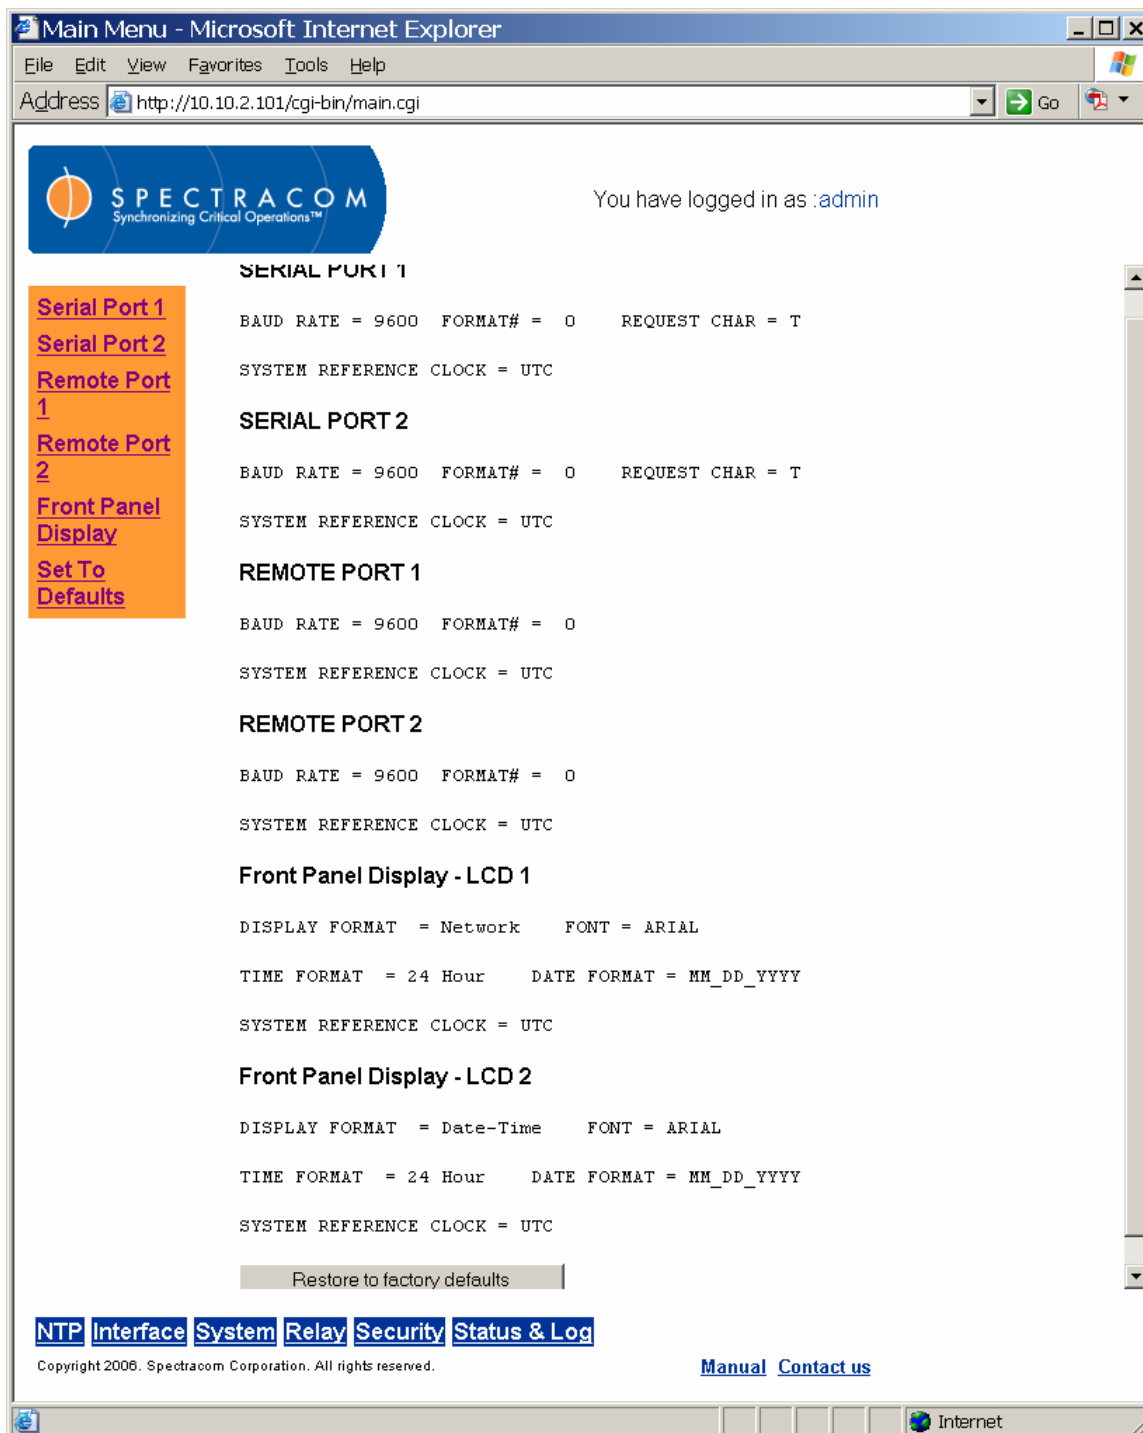 Main Menu - Microsoft Internet Explorer
File Edit View Favorites Tools Help
Address http://10.10.2.101/cgi-bin/main.cgi Go
SPECTRACOM
Synchronizing Critical Operations™
You have logged in as :admin
Serial Port 1
Serial Port 2
Remote Port
1
Remote Port
2
Front Panel
Display
Set To
Defaults
SERIAL PORT 1
BAUD RATE = 9600 FORMAT# = 0 REQUEST CHAR = T
SYSTEM REFERENCE CLOCK = UTC
SERIAL PORT 2
BAUD RATE = 9600 FORMAT# = 0 REQUEST CHAR = T
SYSTEM REFERENCE CLOCK = UTC
REMOTE PORT 1
BAUD RATE = 9600 FORMAT# = 0
SYSTEM REFERENCE CLOCK = UTC
REMOTE PORT 2
BAUD RATE = 9600 FORMAT# = 0
SYSTEM REFERENCE CLOCK = UTC
Front Panel Display - LCD 1
DISPLAY FORMAT = Network FONT = ARIAL
TIME FORMAT = 24 Hour DATE FORMAT = MM_DD_YYYY
SYSTEM REFERENCE CLOCK = UTC
Front Panel Display - LCD 2
DISPLAY FORMAT = Date-Time FONT = ARIAL
TIME FORMAT = 24 Hour DATE FORMAT = MM_DD_YYYY
SYSTEM REFERENCE CLOCK = UTC
Restore to factory defaults
NTP Interface System Relay Security Status & Log
Copyright 2006. Spectracom Corporation. All rights reserved.
Manual Contact us
Internet